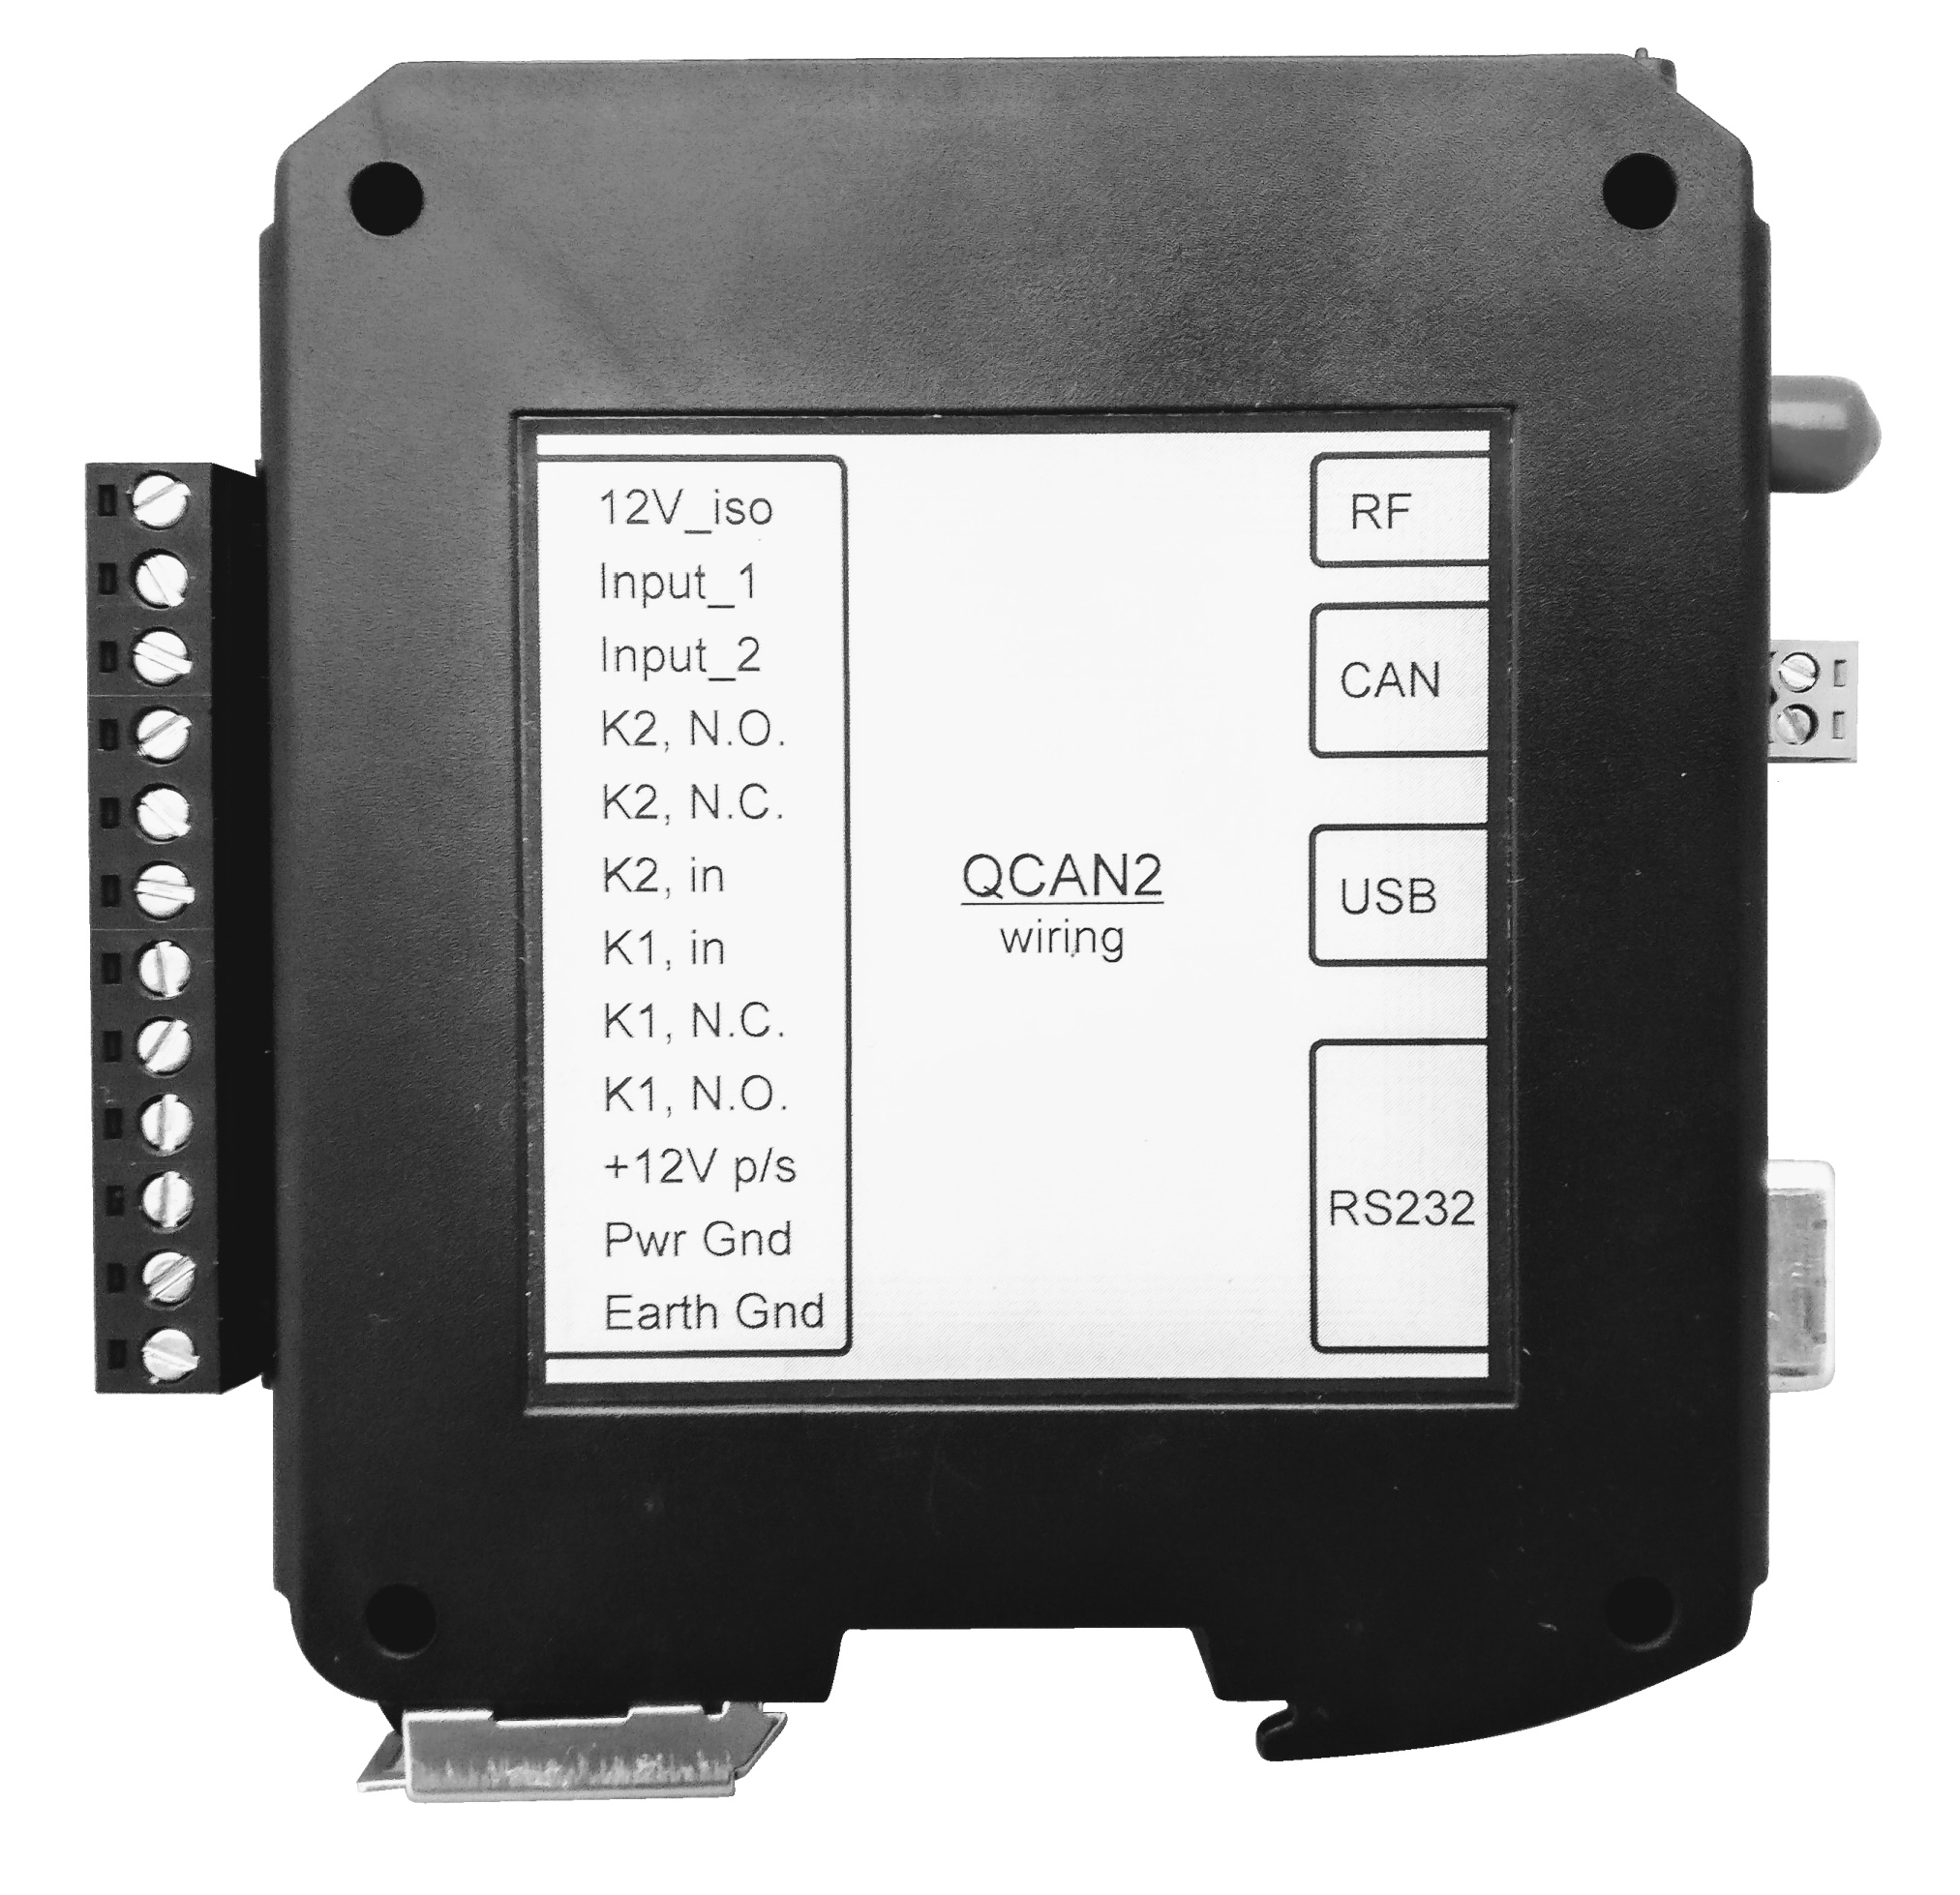 12V_iso
Input_1
Input_2
K2, N.O.
K2, N.C.
K2, in
K1, in
K1, N.C.
K1, N.O.
+12V p/s
Pwr Gnd
Earth Gnd
QCAN2
wiring
RF
CAN
USB
RS232